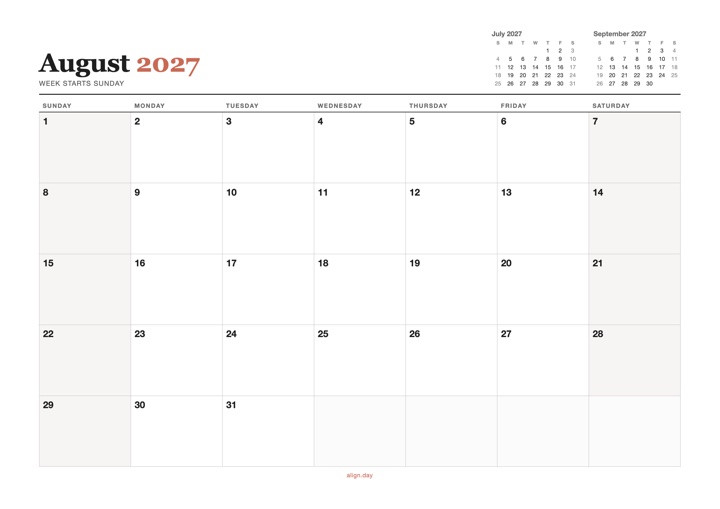 July 2027
S M T W T F S
1 2 3
4 5 6 7 8 9 10
11 12 13 14 15 16 17
18 19 20 21 22 23 24
25 26 27 28 29 30 31
September 2027
S M T W T F S
1 2 3 4
5 6 7 8 9 10 11
12 13 14 15 16 17 18
19 20 21 22 23 24 25
26 27 28 29 30
August 2027
WEEK STARTS SUNDAY
SUNDAY MONDAY TUESDAY WEDNESDAY THURSDAY FRIDAY SATURDAY
1 2 3 4 5 6 7
8 9 10 11 12 13 14
15 16 17 18 19 20 21
22 23 24 25 26 27 28
29 30 31
align.day